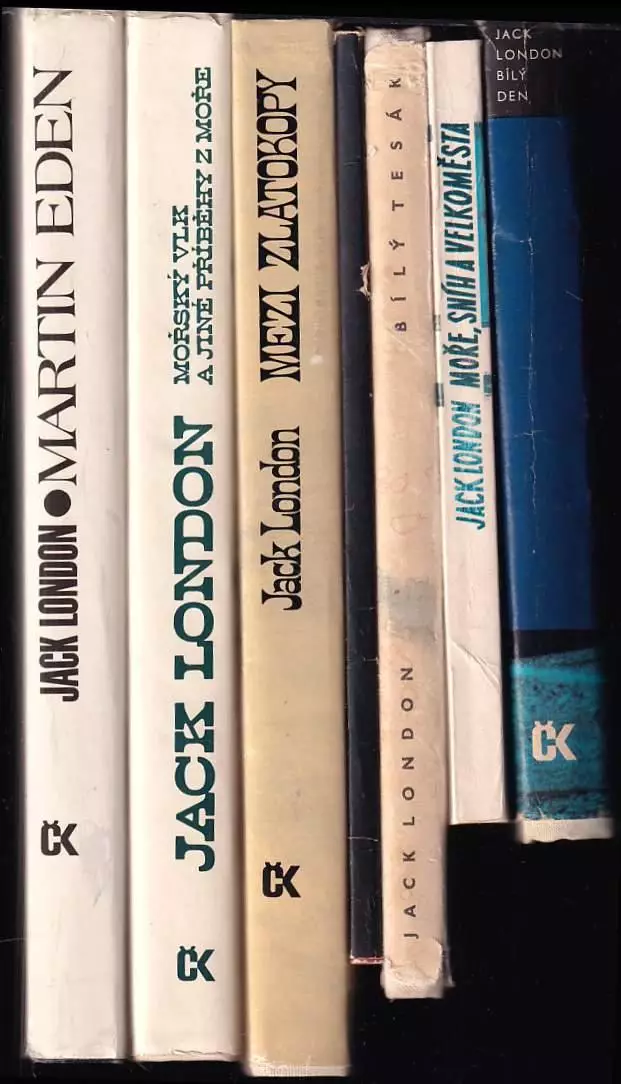 JACK LONDON ● MARTIN EDEN
ČK
JACK LONDON
MOŘSKÝ VLK
A JINÉ PŘÍBĚHY Z MOŘE
ČK
Jack London MEZI ZLATOKOPY
ČK
JACK LONDON BÍLÝ TESÁK
JACK LONDON MOŘE, SNÍH A VELKOMĚSTA
JACK
LONDON
BÍLÝ
DEN
ČK